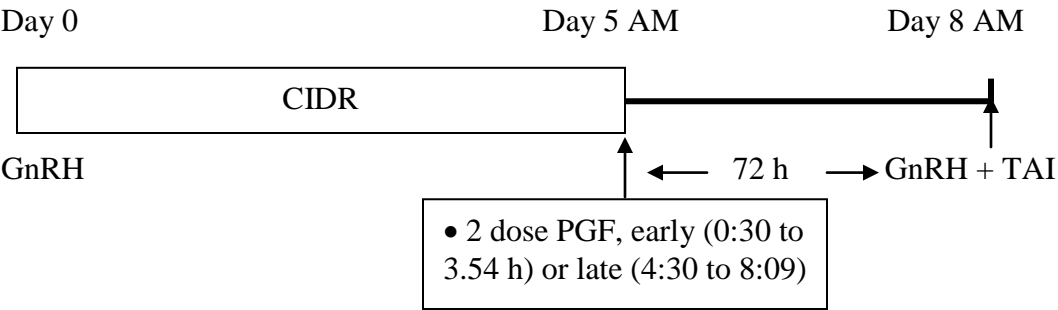 Day 0 Day 5 AM Day 8 AM
CIDR
GnRH 72 h GnRH + TAI
• 2 dose PGF, early (0:30 to
3.54 h) or late (4:30 to 8:09)